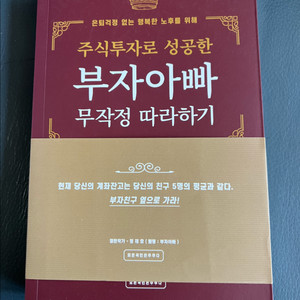 은퇴걱정 없는 행복한 노후를 위해
주식투자로 성공한
부자아빠
무작정 따라하기
현재 당신의 계좌잔고는 당신의 친구 5명의 평균과 같다.
부자친구 옆으로 가라!